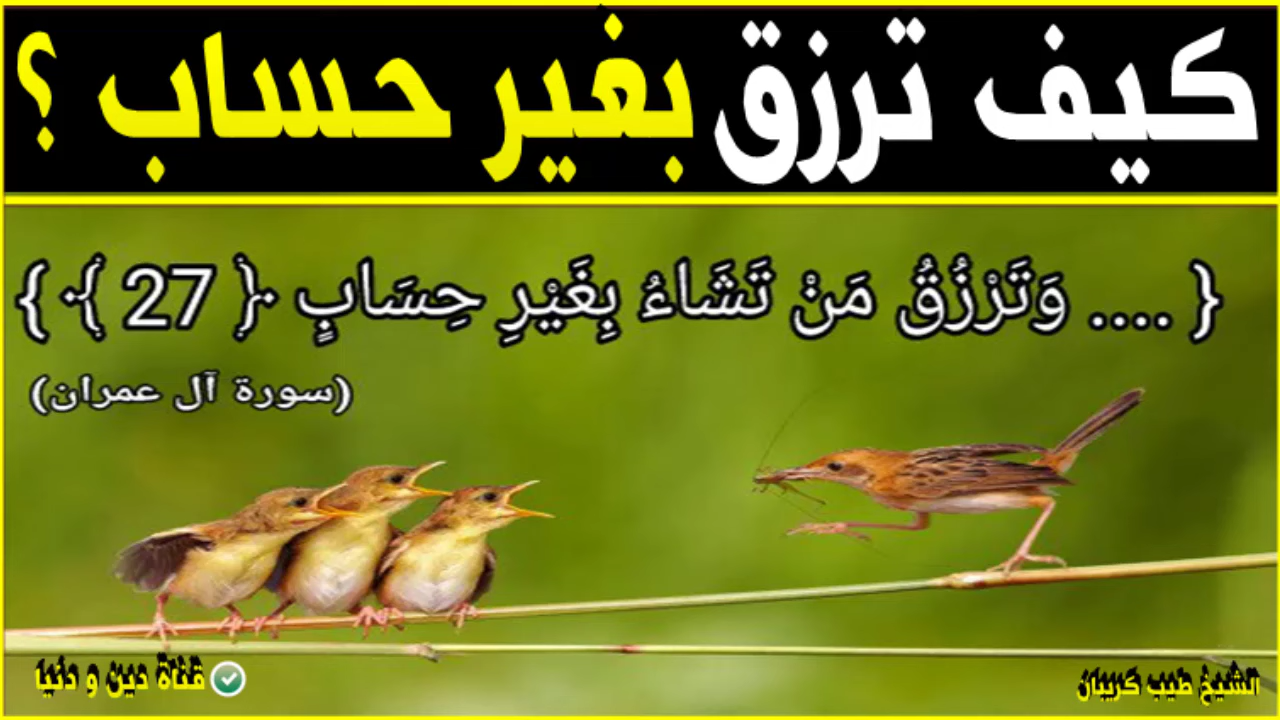 كيف ترزق بغير حساب ؟
{ .... وَتَرْزُقُ مَنْ تَشَاءُ بِغَيْرِ حِسَابٍ ﴿ 27 ﴾ }
(سورة آل عمران)
قناة دين و دنيا
الشيخ طيب كريبان